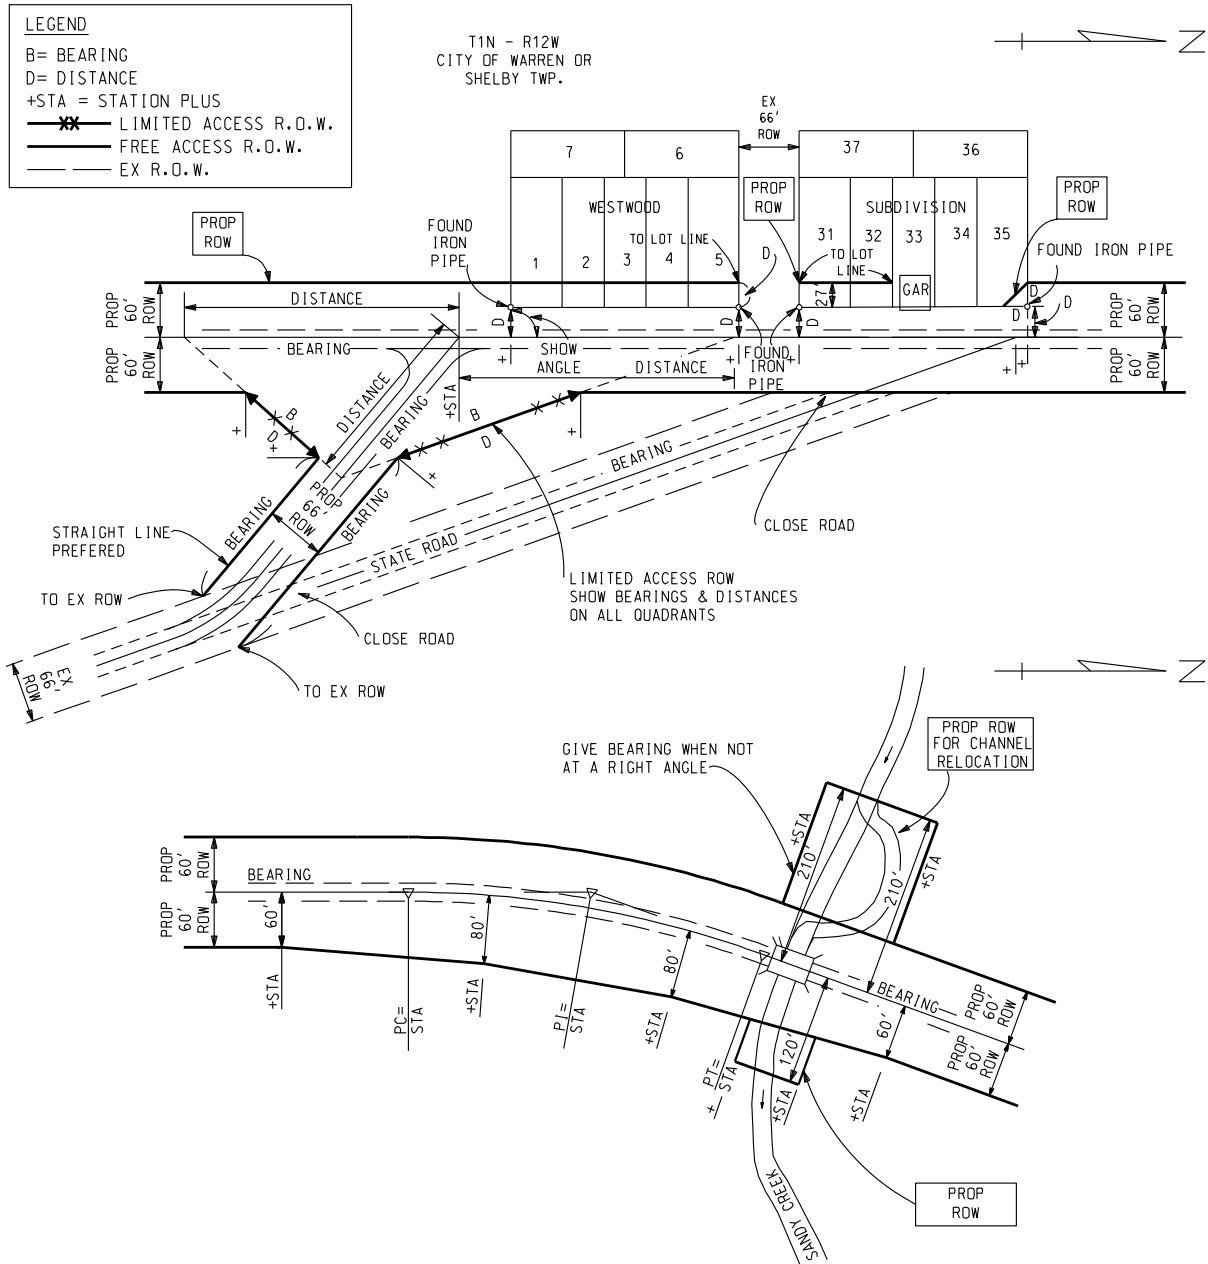 LEGEND
B= BEARING
D= DISTANCE
+STA = STATION PLUS
LIMITED ACCESS R.O.W.
FREE ACCESS R.O.W.
EX R.O.W.
T1N - R12W
CITY OF WARREN OR
SHELBY TWP.
N
EX
66'
ROW
7
6
37
36
PROP
ROW
PROP
ROW
PROP
ROW
WESTWOOD
SUBDIVISION
FOUND
IRON
PIPE
TO LOT LINE
D
31
32
33
34
35
TO LOT
LINE
FOUND IRON PIPE
1
2
3
4
5
27'
GAR
D
D
D
PROP
60'
ROW
DISTANCE
D
D
D
PROP
60'
ROW
PROP
60'
ROW
BEARING
SHOW
ANGLE
+
+
+
+
+
FOUND
IRON
PIPE
DISTANCE
PROP
60'
ROW
+STA
DISTANCE
BEARING
B
D
B
D
+
+
+
+
BEARING
PROP
66'
ROW
BEARING
BEARING
STATE ROAD
CLOSE ROAD
STRAIGHT LINE
PREFERED
TO EX ROW
LIMITED ACCESS ROW
SHOW BEARINGS & DISTANCES
ON ALL QUADRANTS
CLOSE ROAD
EX
66'
ROW
TO EX ROW
N
GIVE BEARING WHEN NOT
AT A RIGHT ANGLE
PROP ROW
FOR CHANNEL
RELOCATION
+STA
210'
210'
+STA
PROP
60'
ROW
BEARING
PROP
60'
ROW
60'
80'
80'
BEARING
PROP
60'
ROW
+STA
PC=
STA
+STA
PI=
STA
+STA
PT=
+ STA
120'
+STA
60'
+STA
PROP
60'
ROW
SANDY CREEK
PROP
ROW